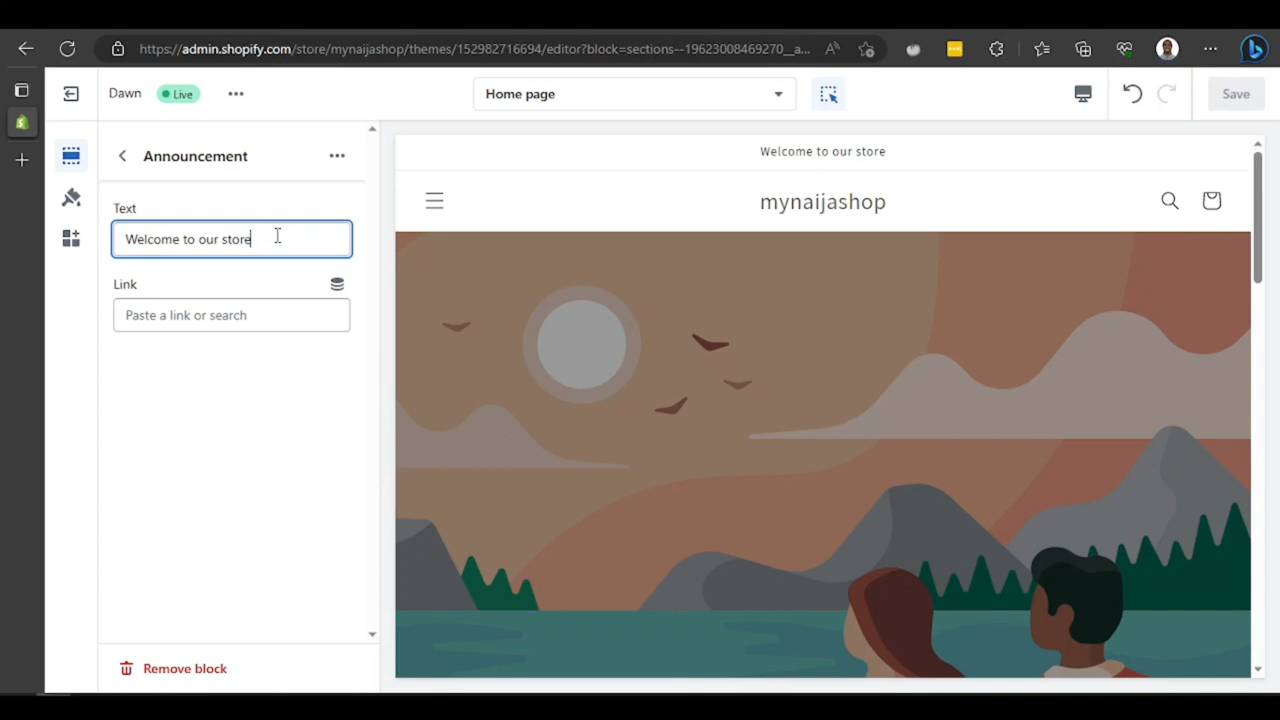 https://admin.shopify.com/store/mynaijashop/themes/152982716694/editor?block=sections--19623008469270__a...
Dawn
Live
Home page
Save
Announcement
Text
Welcome to our store
Link
Paste a link or search
Remove block
Welcome to our store
mynaijashop